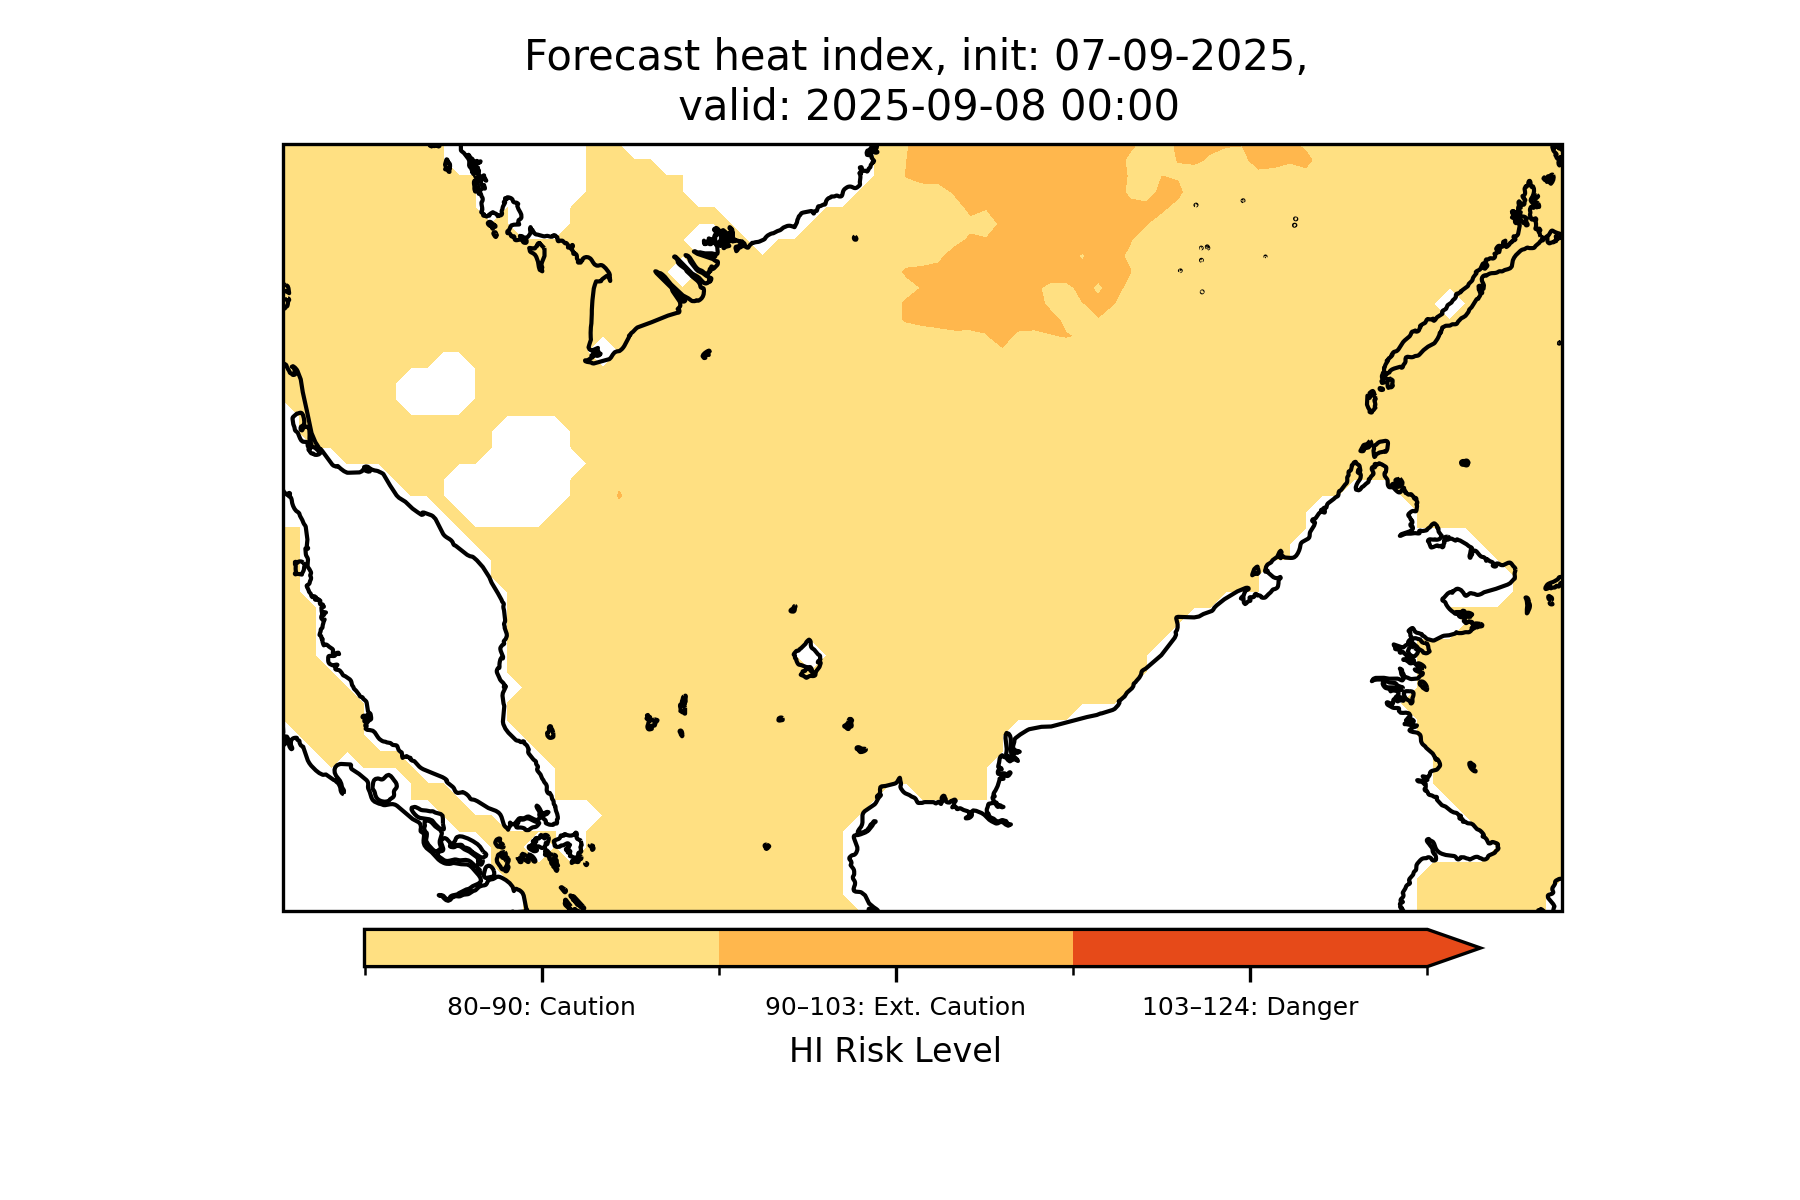 Forecast heat index, init: 07-09-2025,
valid: 2025-09-08 00:00
80–90: Caution
90–103: Ext. Caution
103–124: Danger
HI Risk Level